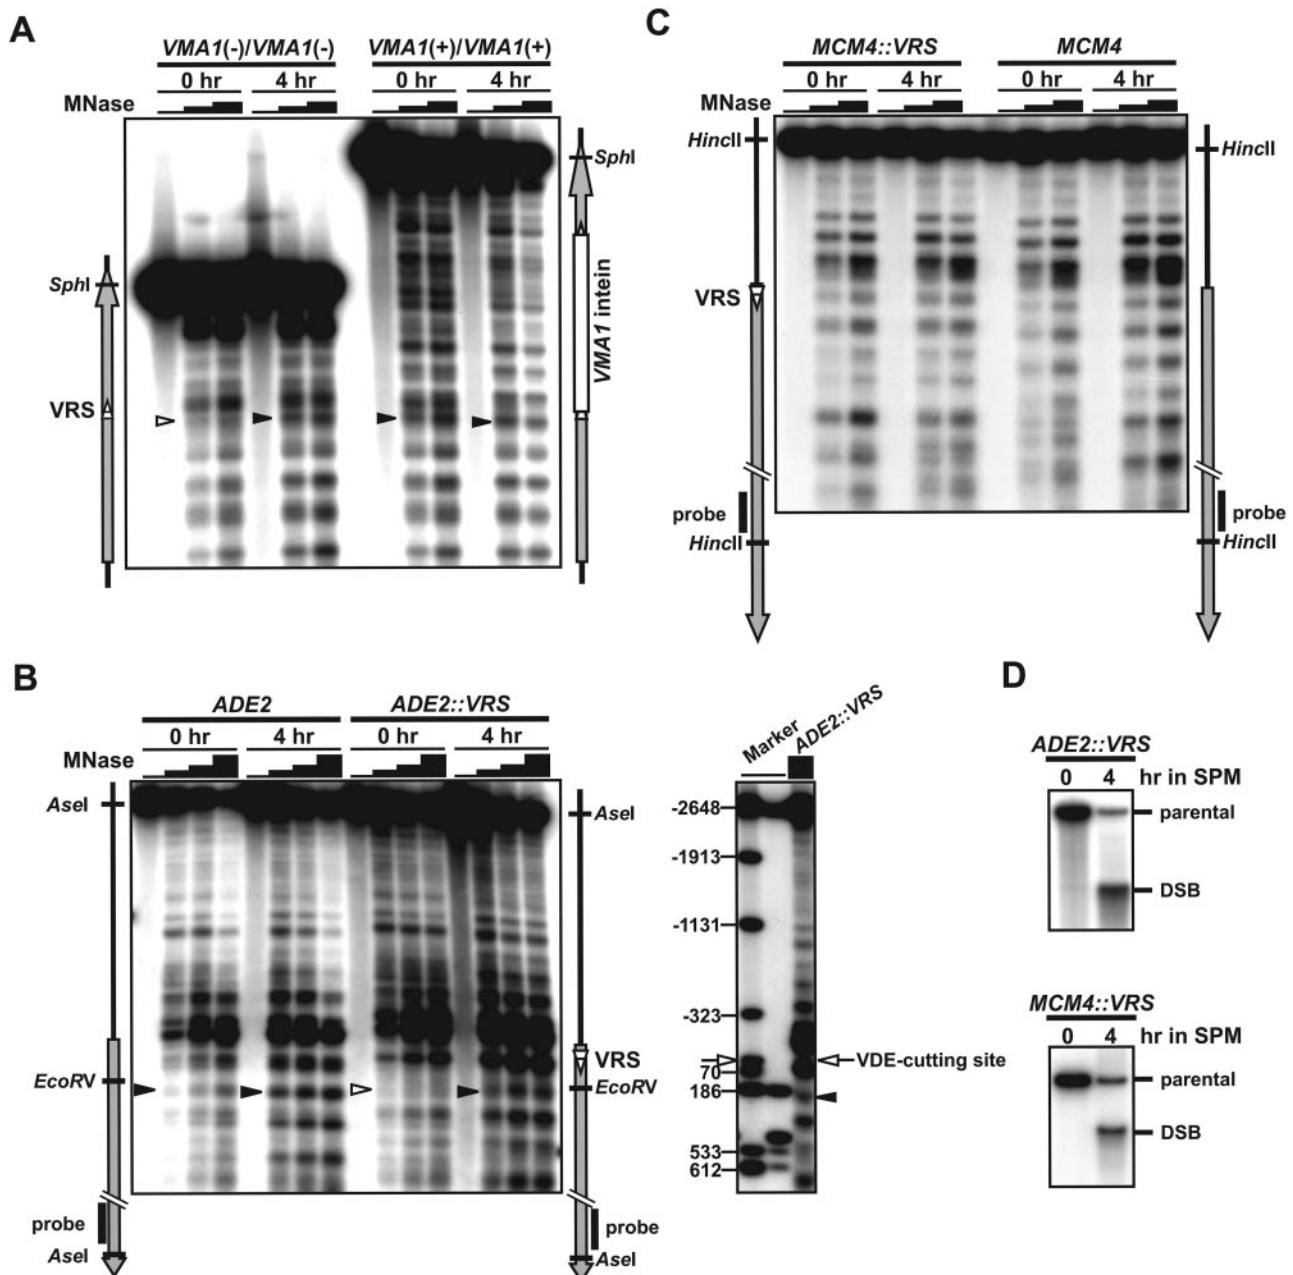 A
VMA1(-)/VMA1(-) VMA1(+)/VMA1(+)
0 hr 4 hr 0 hr 4 hr
MNase
SphI
SphI
VMA1 intein
VRS
C
MCM4::VRS MCM4
0 hr 4 hr 0 hr 4 hr
MNase
HincII
HincII
VRS
probe
probe
HincII
HincII
B
ADE2 ADE2::VRS
0 hr 4 hr 0 hr 4 hr
MNase
AseI
AseI
VRS
EcoRV
EcoRV
probe
probe
AseI
AseI
Marker
ADE2::VRS
-2648
-1913
-1131
-323
VDE-cutting site
70
186
533
612
D
ADE2::VRS
0 4 hr in SPM
parental
DSB
MCM4::VRS
0 4 hr in SPM
parental
DSB